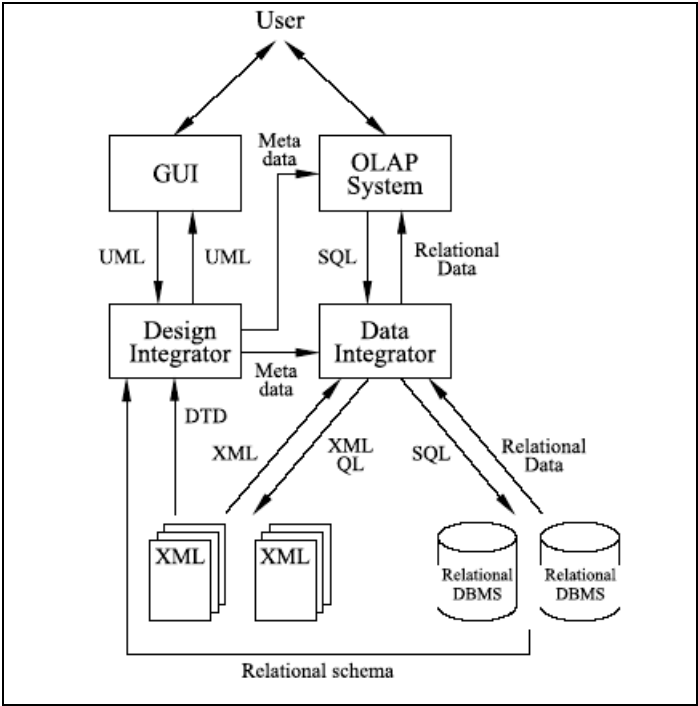 User
GUI
Meta
data
OLAP
System
UML
UML
SQL
Relational
Data
Design
Integrator
Data
Integrator
Meta
data
DTD
XML
XML
QL
SQL
Relational
Data
XML
XML
Relational
DBMS
Relational
DBMS
Relational schema